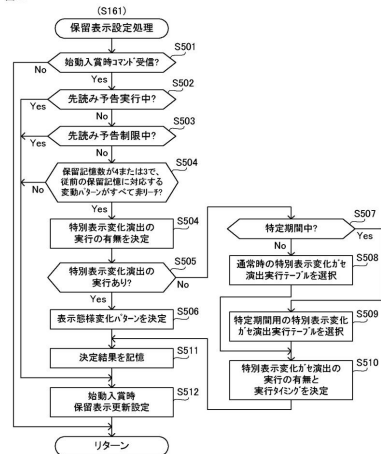 (S161)
保留表示設定処理
S501
始動入賞時コマンド受信?
No
Yes
S502
先読み予告実行中?
Yes
No
S503
先読み予告制限中?
Yes
No
S504
保留記憶数が4または3で、
従前の保留記憶に対応する
変動パターンがすべて非リーチ?
No
Yes
S504
特別表示変化演出の
実行の有無を決定
S505
特別表示変化演出の
実行あり?
No
Yes
S506
表示態様変化パターンを決定
S511
決定結果を記憶
S512
始動入賞時
保留表示更新設定
リターン
S507
特定期間中?
Yes
No
S508
通常時の特別表示変化ガセ
演出実行テーブルを選択
S509
特定期間用の特別表示変化
ガセ演出実行テーブルを選択
S510
特別表示変化ガセ演出の
実行の有無と
実行タイミングを決定